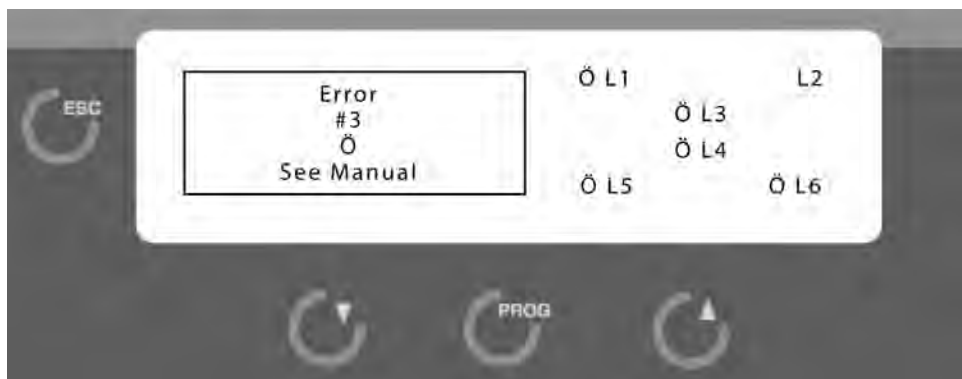 ESC
Error
#3
Ö
See Manual
Ö L1 L2
Ö L3
Ö L4
Ö L5 Ö L6
PROG